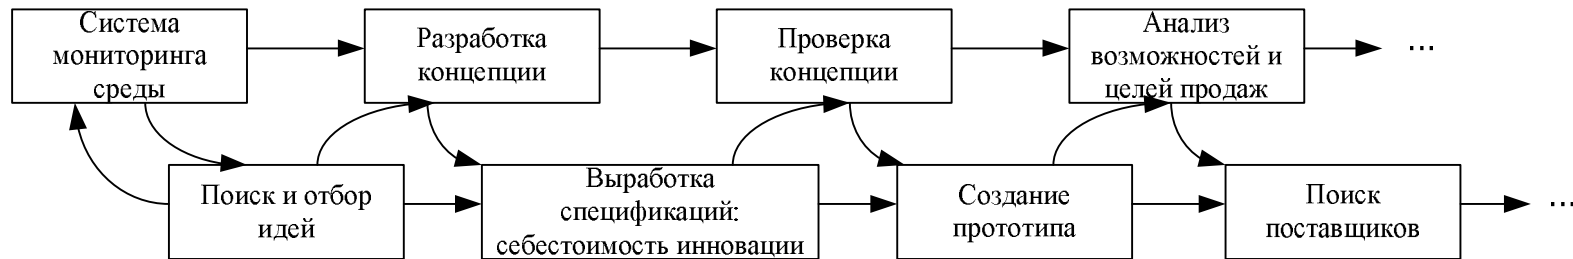 Система
мониторинга
среды
Разработка
концепции
Проверка
концепции
Анализ
возможностей и
целей продаж
...
Поиск и отбор
идей
Выработка
спецификаций:
себестоимость инновации
Создание
прототипа
Поиск
поставщиков
...